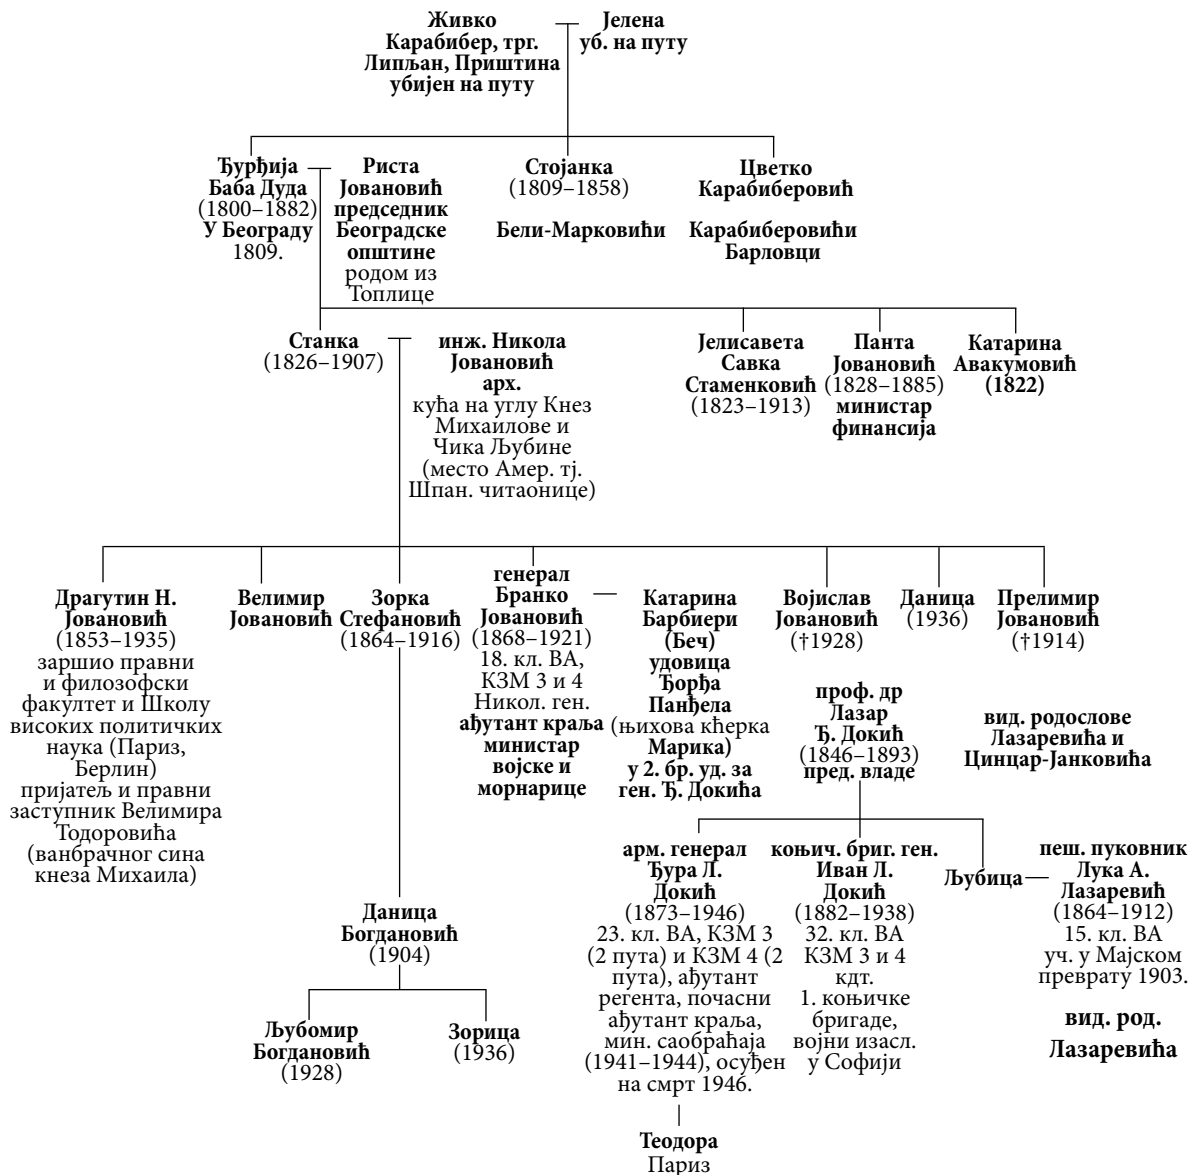 Живко
Карабибер, трг.
Липљан, Приштина
убијен на путу
Јелена
уб. на путу
Ђурђија
Баба Дуда
(1800–1882)
У Београду
1809.
Риста
Јовановић
председник
Београдске
општине
родом из
Топлице
Стојанка
(1809–1858)
Бели-Марковићи
Цветко
Карабиберовић
Карабиберовићи
Барловци
Станка
(1826–1907)
инж. Никола
Јовановић
арх.
кућа на углу Кнез
Михаилове и
Чика Љубине
(место Амер. тј.
Шпан. читаонице)
Јелисавета
Савка
Стаменковић
(1823–1913)
Панта
Јовановић
(1828–1885)
министар
финансија
Катарина
Авакумовић
(1822)
Драгутин Н.
Јовановић
(1853–1935)
заршио правни
и филозофски
факултет и Школу
високих политичких
наука (Париз,
Берлин)
пријатељ и правни
заступник Велимира
Тодоровића
(ванбрачног сина
кнеза Михаила)
Велимир
Јовановић
Зорка
Стефановић
(1864–1916)
генерал
Бранко
Јовановић
(1868–1921)
18. кл. ВА,
КЗМ 3 и 4
Никол. ген.
ађутант краља
министар
војске и
морнарице
Катарина
Барбиери
(Беч)
удовица
Ђорђа
Панђела
(њихова кћерка
Марика)
у 2. бр. уд. за
ген. Ђ. Докића
Војислав
Јовановић
(†1928)
Даница
(1936)
Прелимир
Јовановић
(†1914)
проф. др
Лазар
Ђ. Докић
(1846–1893)
пред. владе
вид. родослове
Лазаревића и
Цинцар-Јанковића
арм. генерал
Ђура Л.
Докић
(1873–1946)
23. кл. ВА, КЗМ 3
(2 пута) и КЗМ 4 (2
пута), ађутант
регента, почасни
ађутант краља,
мин. саобраћаја
(1941–1944), осуђен
на смрт 1946.
коњич. бриг. ген.
Иван Л.
Докић
(1882–1938)
32. кл. ВА
КЗМ 3 и 4
кдт.
1. коњичке
бригаде,
војни изасл.
у Софији
Љубица
пеш. пуковник
Лука А.
Лазаревић
(1864–1912)
15. кл. ВА
уч. у Мајском
преврату 1903.
вид. род.
Лазаревића
Даница
Богдановић
(1904)
Љубомир
Богдановић
(1928)
Зорица
(1936)
Теодора
Париз